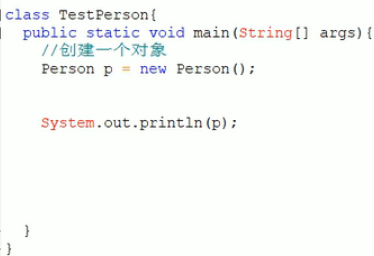 class TestPerson{
public static void main(String[] args){
//创建一个对象
Person p = new Person();
System.out.println(p);
}
}